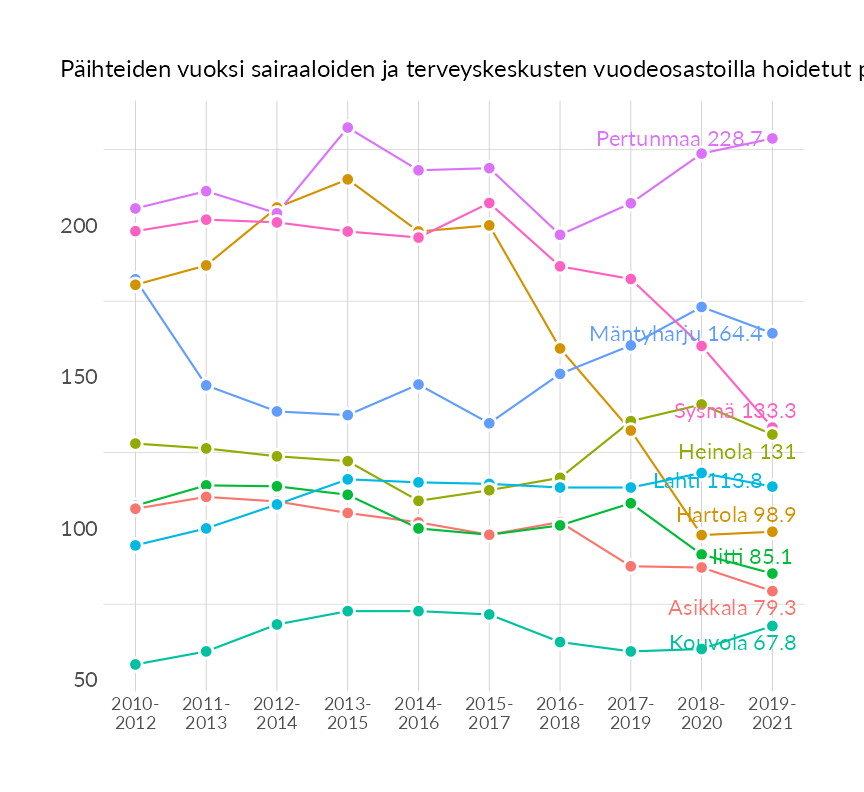 Päihteiden vuoksi sairaaloiden ja terveyskeskusten vuodeosastoilla hoidetut
Pertunmaa 228.7
200
Mäntyharju 164.4
150
Sysmä 133.3
Heinola 131
Lahti 113.8
Hartola 98.9
100
Iitti 85.1
Asikkala 79.3
Kouvola 67.8
50
2010- 2011- 2012- 2013- 2014- 2015- 2016- 2017- 2018- 2019-
2012 2013 2014 2015 2016 2017 2018 2019 2020 2021